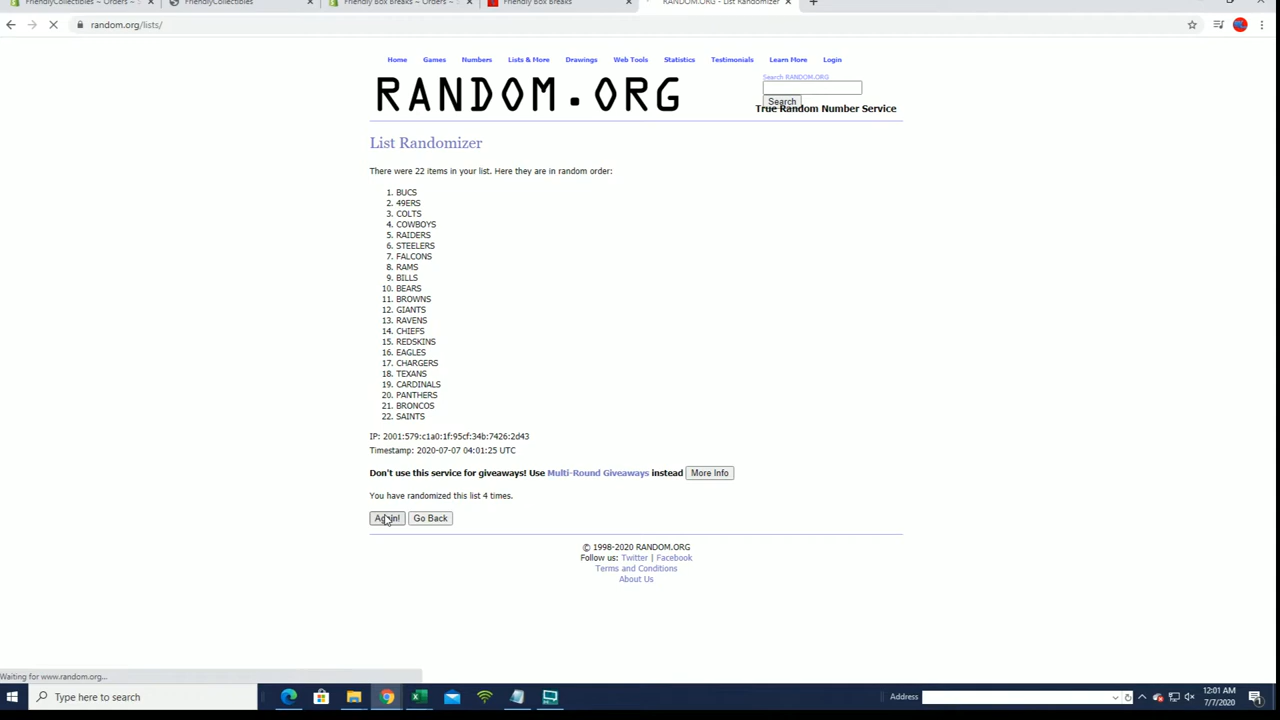 FriendlyCollectibles ~ Orders ~ S
FriendlyCollectibles
Friendly Box Breaks ~ Orders ~
Friendly Box Breaks
RANDOM.ORG - List Randomizer
random.org/lists/
Home Games Numbers Lists & More Drawings Web Tools Statistics Testimonials Learn More Login
RANDOM.ORG
Search RANDOM.ORG
Search
True Random Number Service
List Randomizer
There were 22 items in your list. Here they are in random order:
1. BUCS
2. 49ERS
3. COLTS
4. COWBOYS
5. RAIDERS
6. STEELERS
7. FALCONS
8. RAMS
9. BILLS
10. BEARS
11. BROWNS
12. GIANTS
13. RAVENS
14. CHIEFS
15. REDSKINS
16. EAGLES
17. CHARGERS
18. TEXANS
19. CARDINALS
20. PANTHERS
21. BRONCOS
22. SAINTS
IP: 2001:579:c1a0:1f:95cf:34b:7426:2d43
Timestamp: 2020-07-07 04:01:25 UTC
Don't use this service for giveaways! Use Multi-Round Giveaways instead More Info
You have randomized this list 4 times.
Again! Go Back
© 1998-2020 RANDOM.ORG
Follow us: Twitter | Facebook
Terms and Conditions
About Us
Waiting for www.random.org...
Type here to search
Address
12:01 AM
7/7/2020